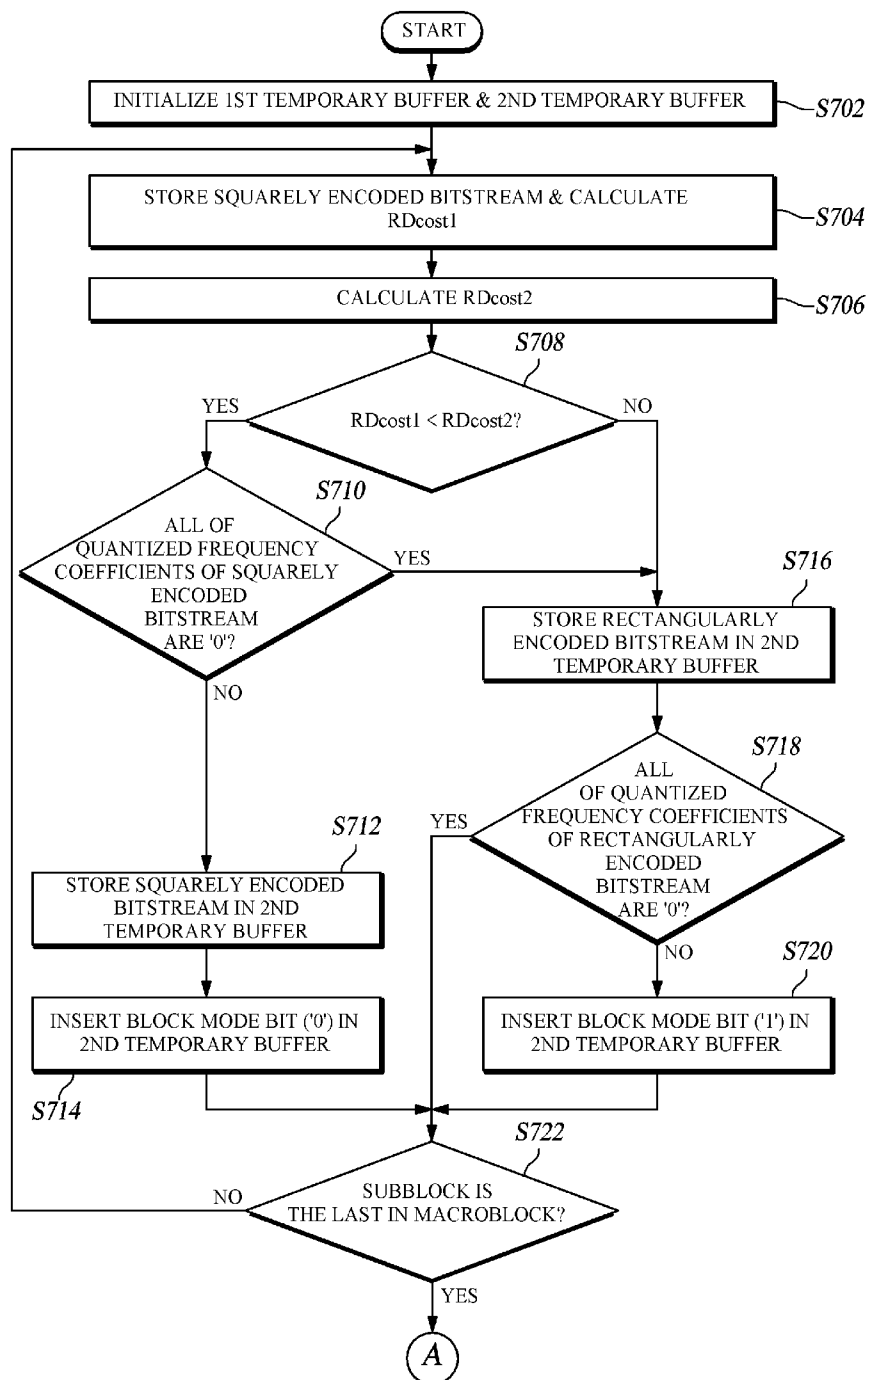 START
INITIALIZE 1ST TEMPORARY BUFFER & 2ND TEMPORARY BUFFER
S702
STORE SQUARELY ENCODED BITSTREAM & CALCULATE
RDcost1
S704
CALCULATE RDcost2
S706
S708
RDcost1 < RDcost2?
YES
NO
S710
ALL OF
QUANTIZED FREQUENCY
COEFFICIENTS OF SQUARELY
ENCODED
BITSTREAM
ARE '0'?
YES
NO
S716
STORE RECTANGULARLY
ENCODED BITSTREAM IN 2ND
TEMPORARY BUFFER
S718
ALL
OF QUANTIZED
FREQUENCY COEFFICIENTS
OF RECTANGULARLY
ENCODED
BITSTREAM
ARE '0'?
YES
NO
S712
STORE SQUARELY ENCODED
BITSTREAM IN 2ND
TEMPORARY BUFFER
INSERT BLOCK MODE BIT ('0') IN
2ND TEMPORARY BUFFER
S714
S720
INSERT BLOCK MODE BIT ('1') IN
2ND TEMPORARY BUFFER
S722
SUBBLOCK IS
THE LAST IN MACROBLOCK?
NO
YES
A